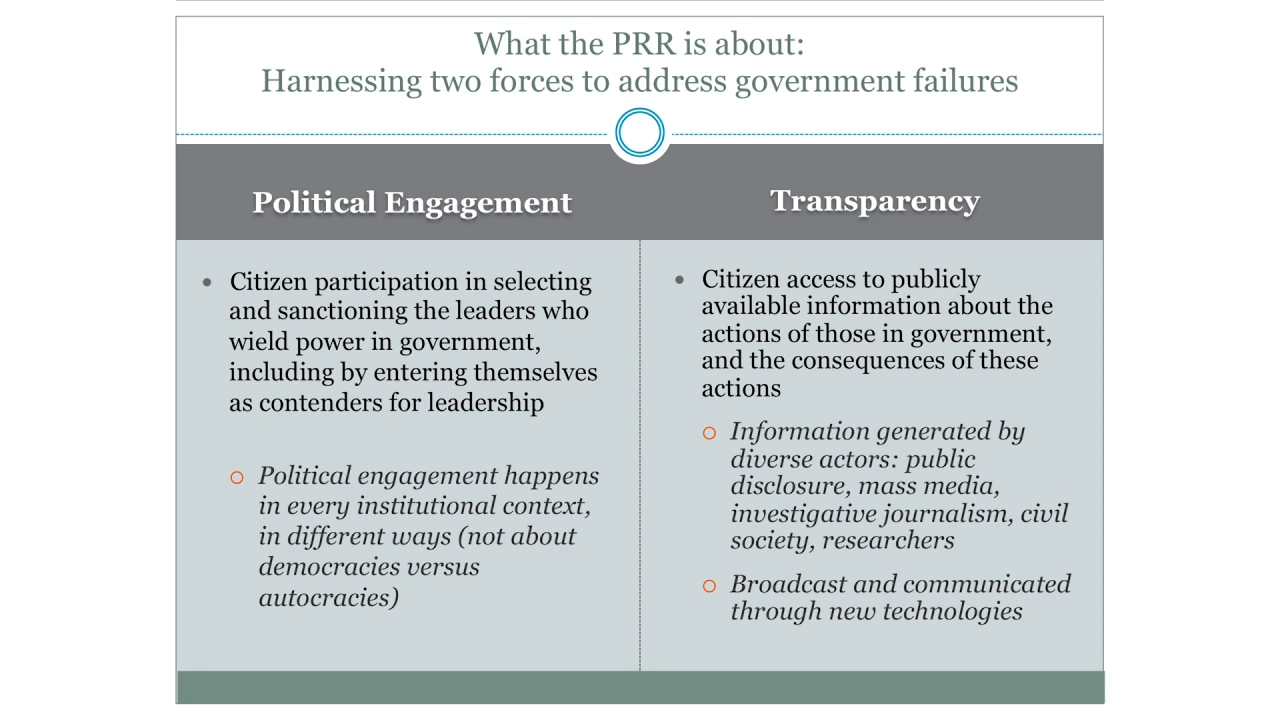 What the PRR is about:
Harnessing two forces to address government failures
Political Engagement
Citizen participation in selecting
and sanctioning the leaders who
wield power in government,
including by entering themselves
as contenders for leadership
Political engagement happens
in every institutional context,
in different ways (not about
democracies versus
autocracies)
Transparency
Citizen access to publicly
available information about the
actions of those in government,
and the consequences of these
actions
Information generated by
diverse actors: public
disclosure, mass media,
investigative journalism, civil
society, researchers
Broadcast and communicated
through new technologies